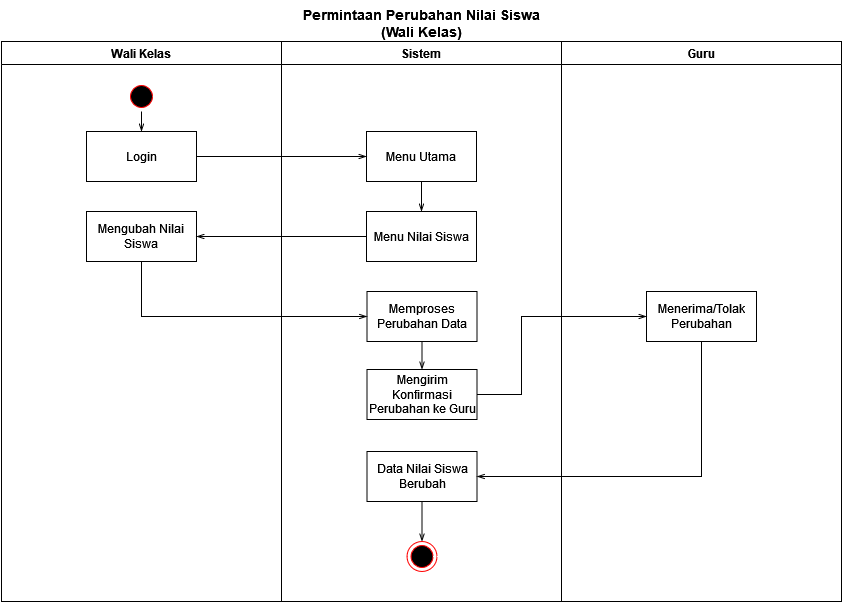 Permintaan Perubahan Nilai Siswa
(Wali Kelas)
Wali Kelas
Sistem
Guru
Login
Menu Utama
Mengubah Nilai
Siswa
Menu Nilai Siswa
Memproses
Perubahan Data
Menerima/Tolak
Perubahan
Mengirim
Konfirmasi
Perubahan ke Guru
Data Nilai Siswa
Berubah